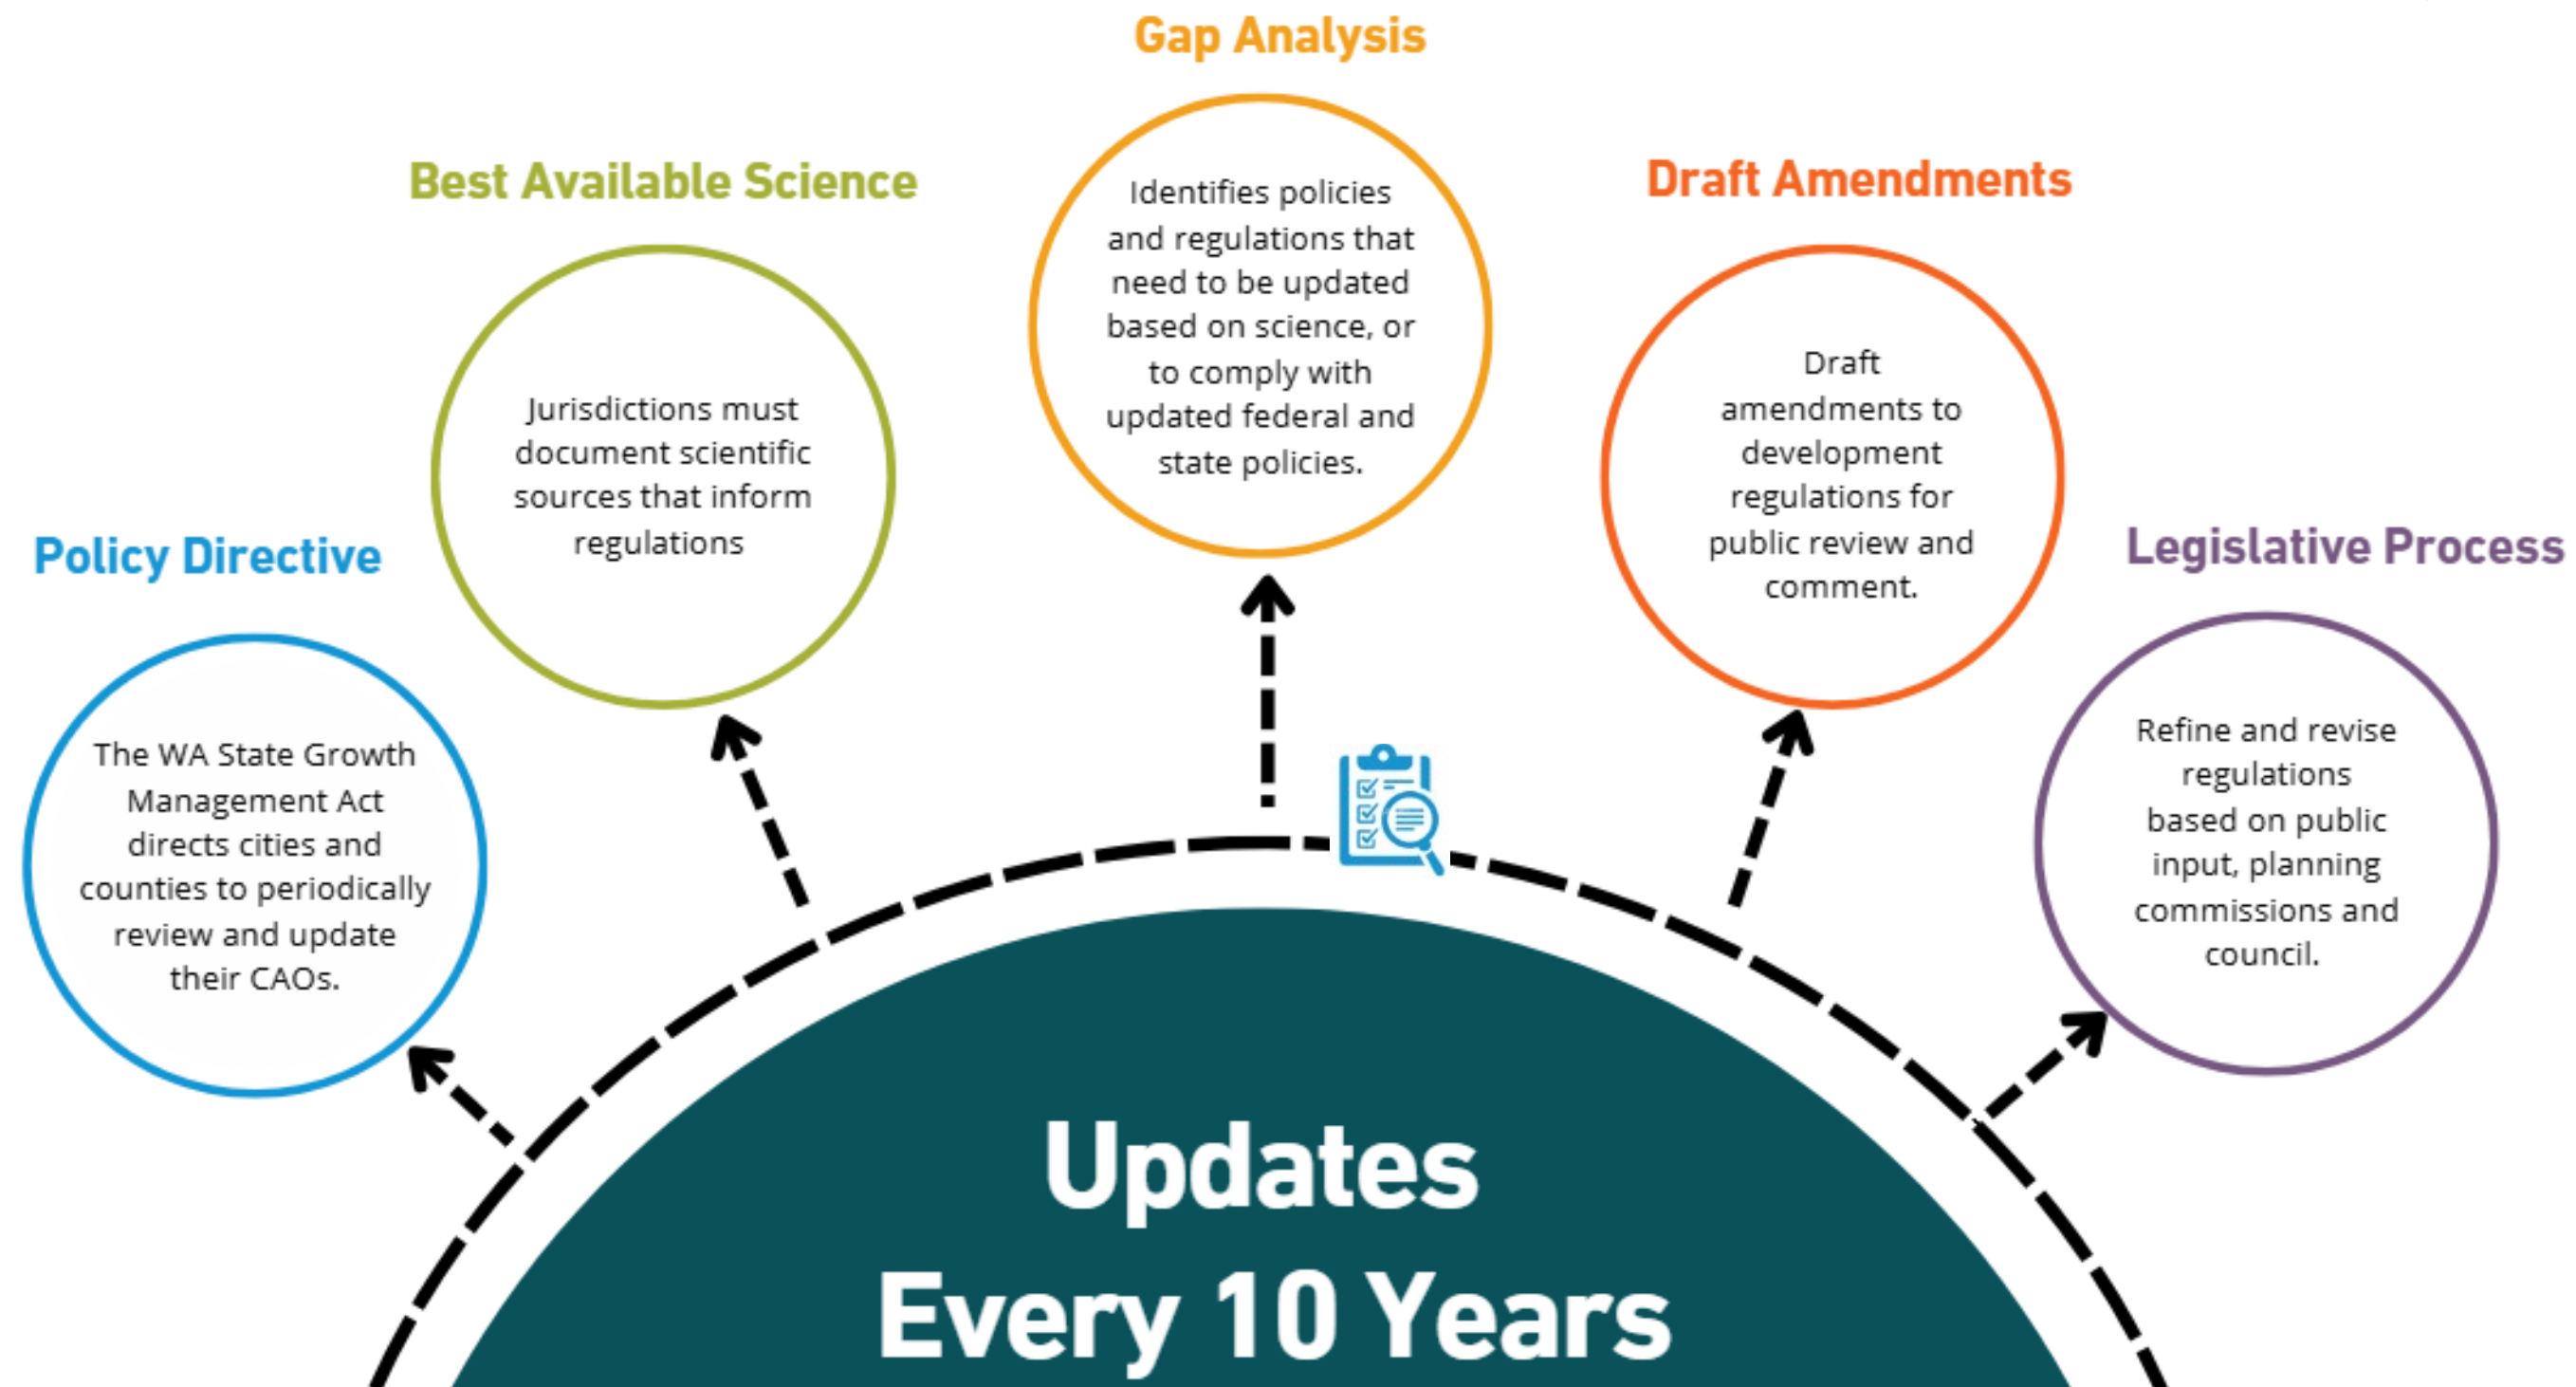 Policy Directive
The WA State Growth
Management Act
directs cities and
counties to periodically
review and update
their CAOs.
Best Available Science
Jurisdictions must
document scientific
sources that inform
regulations
Gap Analysis
Identifies policies
and regulations that
need to be updated
based on science, or
to comply with
updated federal and
state policies.
Draft Amendments
Draft
amendments to
development
regulations for
public review and
comment.
Legislative Process
Refine and revise
regulations
based on public
input, planning
commissions and
council.
Updates
Every 10 Years